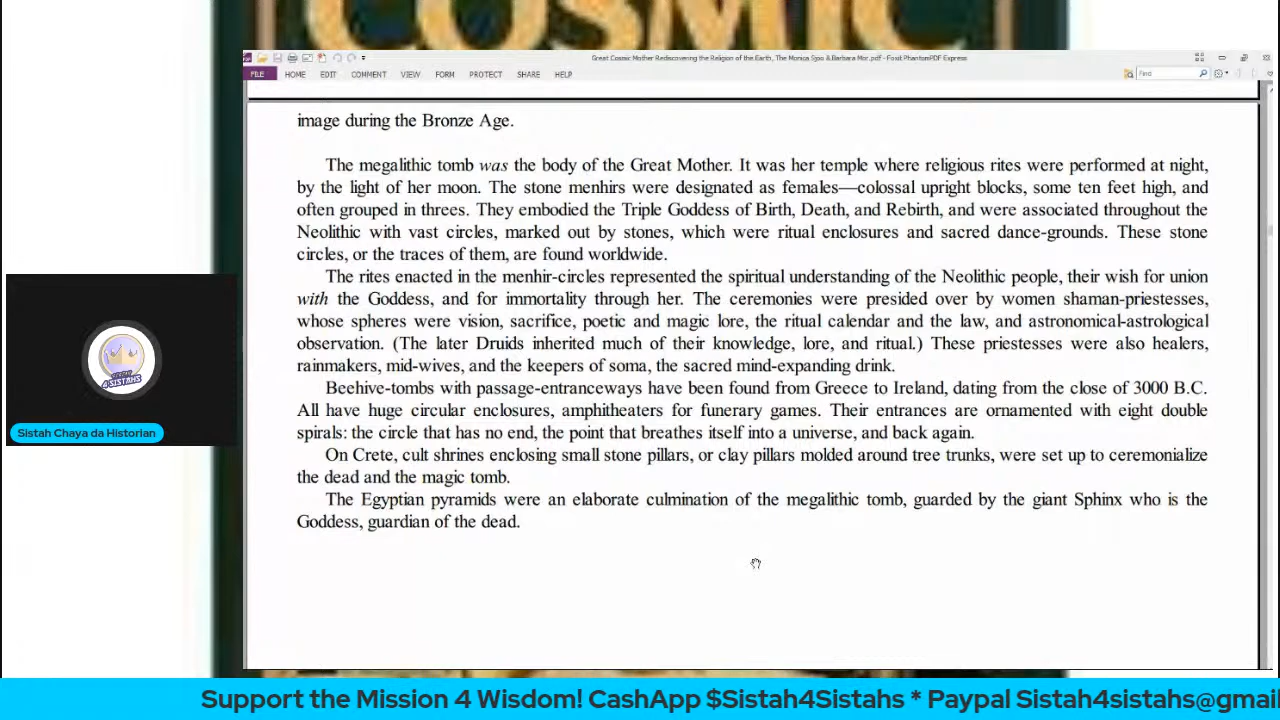 COSMIC
Great Cosmic Mother Rediscovering the Religion of the Earth, The Monica Sjoo & Barbara Mor.pdf - Foxit PhantomPDF Express
FILE HOME EDIT COMMENT VIEW FORM PROTECT SHARE HELP
Find
image during the Bronze Age.
The megalithic tomb was the body of the Great Mother. It was her temple where religious rites were performed at night,
by the light of her moon. The stone menhirs were designated as females—colossal upright blocks, some ten feet high, and
often grouped in threes. They embodied the Triple Goddess of Birth, Death, and Rebirth, and were associated throughout the
Neolithic with vast circles, marked out by stones, which were ritual enclosures and sacred dance-grounds. These stone
circles, or the traces of them, are found worldwide.
The rites enacted in the menhir-circles represented the spiritual understanding of the Neolithic people, their wish for union
with the Goddess, and for immortality through her. The ceremonies were presided over by women shaman-priestesses,
whose spheres were vision, sacrifice, poetic and magic lore, the ritual calendar and the law, and astronomical-astrological
observation. (The later Druids inherited much of their knowledge, lore, and ritual.) These priestesses were also healers,
rainmakers, mid-wives, and the keepers of soma, the sacred mind-expanding drink.
Beehive-tombs with passage-entranceways have been found from Greece to Ireland, dating from the close of 3000 B.C.
All have huge circular enclosures, amphitheaters for funerary games. Their entrances are ornamented with eight double
spirals: the circle that has no end, the point that breathes itself into a universe, and back again.
On Crete, cult shrines enclosing small stone pillars, or clay pillars molded around tree trunks, were set up to ceremonialize
the dead and the magic tomb.
The Egyptian pyramids were an elaborate culmination of the megalithic tomb, guarded by the giant Sphinx who is the
Goddess, guardian of the dead.
4 SISTAHS
Sistah Chaya da Historian
Support the Mission 4 Wisdom! CashApp $Sistah4Sistahs * Paypal Sistah4sistahs@gmai